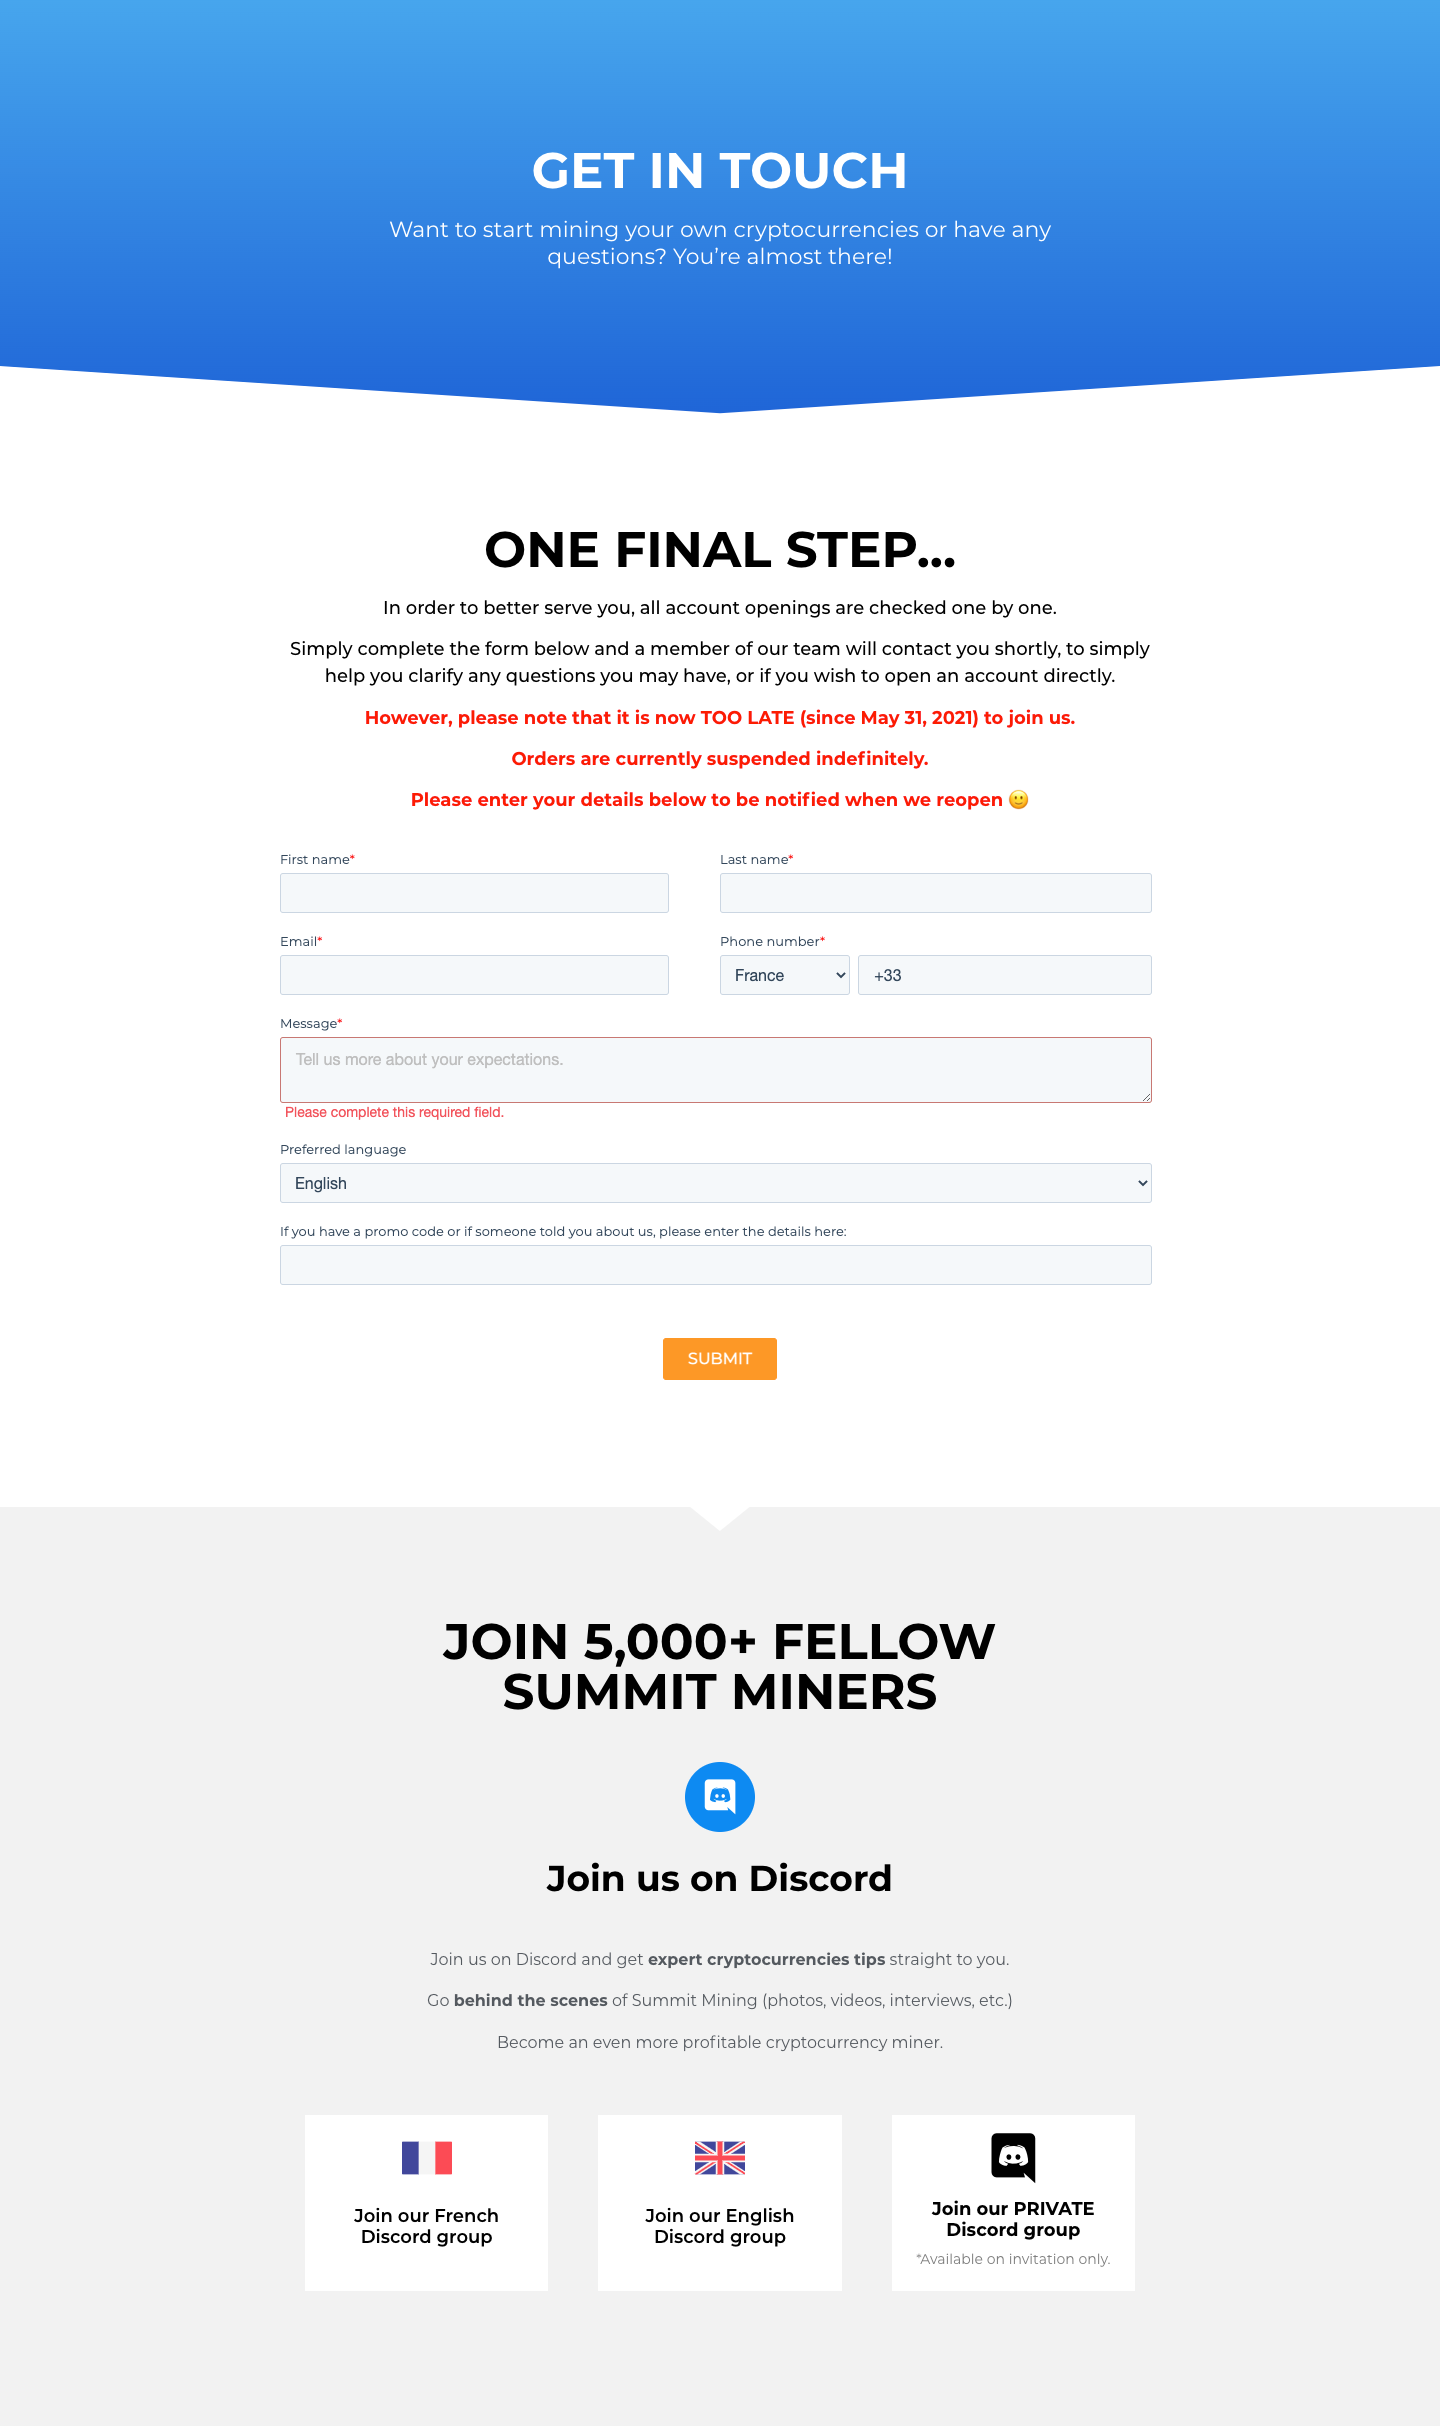 GET IN TOUCH
Want to start mining your own cryptocurrencies or have any
questions? You’re almost there!
ONE FINAL STEP...
In order to better serve you, all account openings are checked one by one.
Simply complete the form below and a member of our team will contact you shortly, to simply
help you clarify any questions you may have, or if you wish to open an account directly.
However, please note that it is now TOO LATE (since May 31, 2021) to join us.
Orders are currently suspended indefinitely.
Please enter your details below to be notified when we reopen 🙂
First name*
Last name*
Email*
Phone number*
France
+33
Message*
Tell us more about your expectations.
Please complete this required field.
Preferred language
English
If you have a promo code or if someone told you about us, please enter the details here:
SUBMIT
JOIN 5,000+ FELLOW
SUMMIT MINERS
Join us on Discord
Join us on Discord and get expert cryptocurrencies tips straight to you.
Go behind the scenes of Summit Mining (photos, videos, interviews, etc.)
Become an even more profitable cryptocurrency miner.
Join our French
Discord group
Join our English
Discord group
Join our PRIVATE
Discord group
*Available on invitation only.